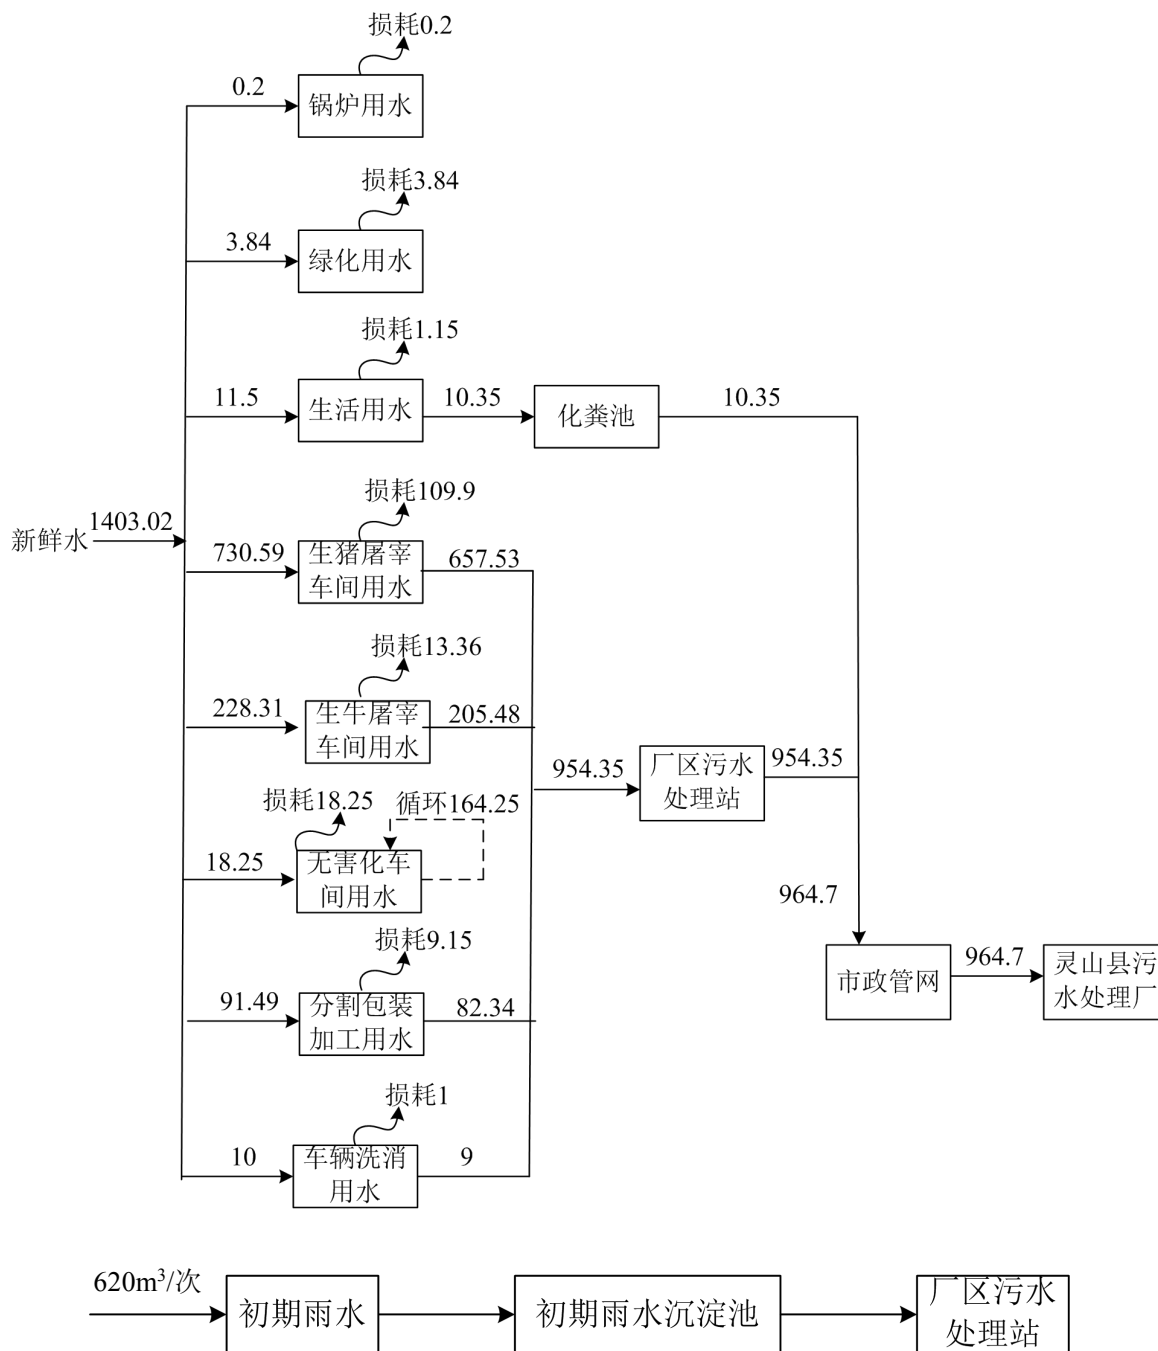 损耗0.2
0.2
锅炉用水
损耗3.84
3.84
绿化用水
损耗1.15
11.5
生活用水
10.35
化粪池
10.35
新鲜水
1403.02
损耗109.9
730.59
生猪屠宰
车间用水
657.53
损耗13.36
228.31
生牛屠宰
车间用水
205.48
954.35
厂区污水
处理站
954.35
损耗18.25
循环164.25
18.25
无害化车
间用水
964.7
市政管网
964.7
灵山县污
水处理厂
损耗9.15
91.49
分割包装
加工用水
82.34
损耗1
10
车辆洗消
用水
9
620m³/次
初期雨水
初期雨水沉淀池
厂区污水
处理站